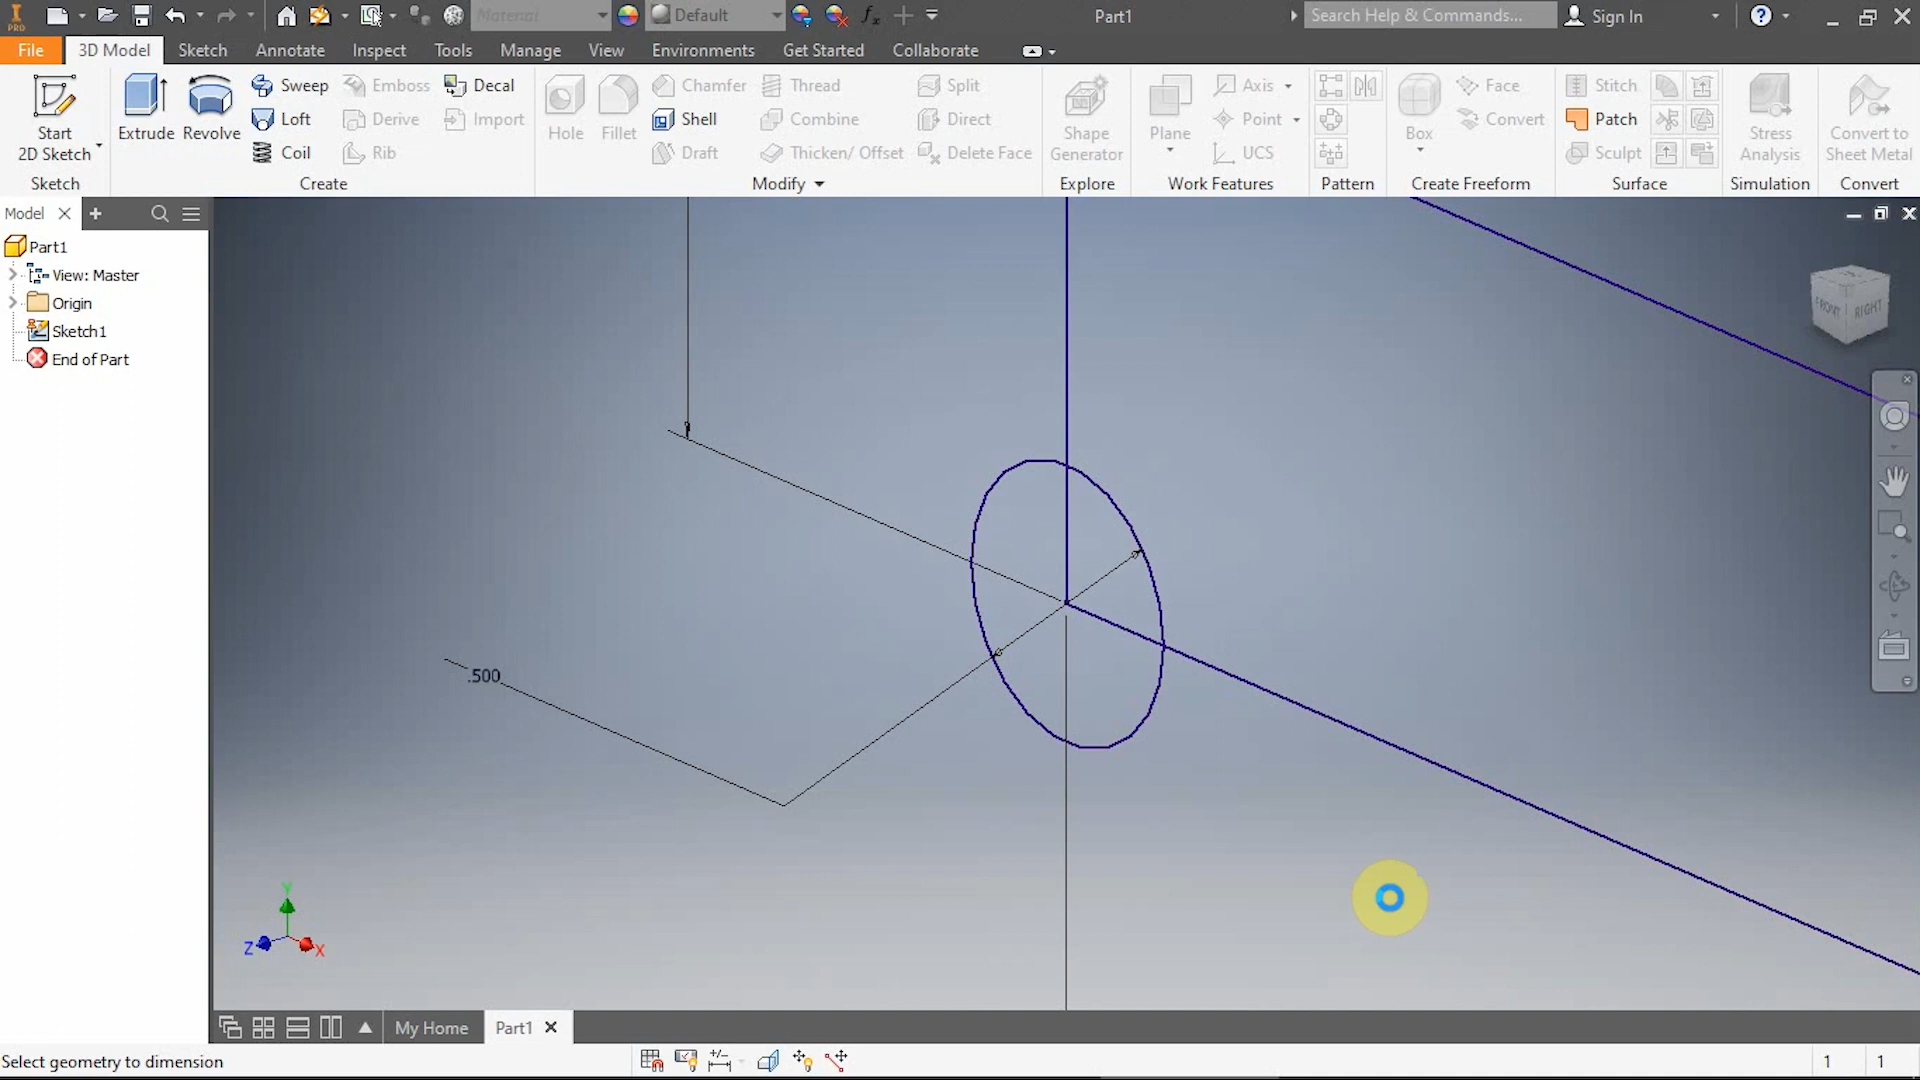 PRO
Material
Default
fx
Part1
Search Help & Commands...
Sign In
File
3D Model
Sketch
Annotate
Inspect
Tools
Manage
View
Environments
Get Started
Collaborate
Start
2D Sketch
Extrude
Revolve
Sweep
Loft
Coil
Emboss
Derive
Rib
Decal
Import
Hole
Fillet
Chamfer
Shell
Draft
Thread
Combine
Thicken/ Offset
Split
Direct
Delete Face
Shape
Generator
Plane
Axis
Point
UCS
Box
Face
Convert
Stitch
Patch
Sculpt
Stress
Analysis
Convert to
Sheet Metal
Sketch
Create
Modify
Explore
Work Features
Pattern
Create Freeform
Surface
Simulation
Convert
Model
Part1
View: Master
Origin
Sketch1
End of Part
FRONT
RIGHT
.500
Y
Z
X
My Home
Part1
Select geometry to dimension
1
1